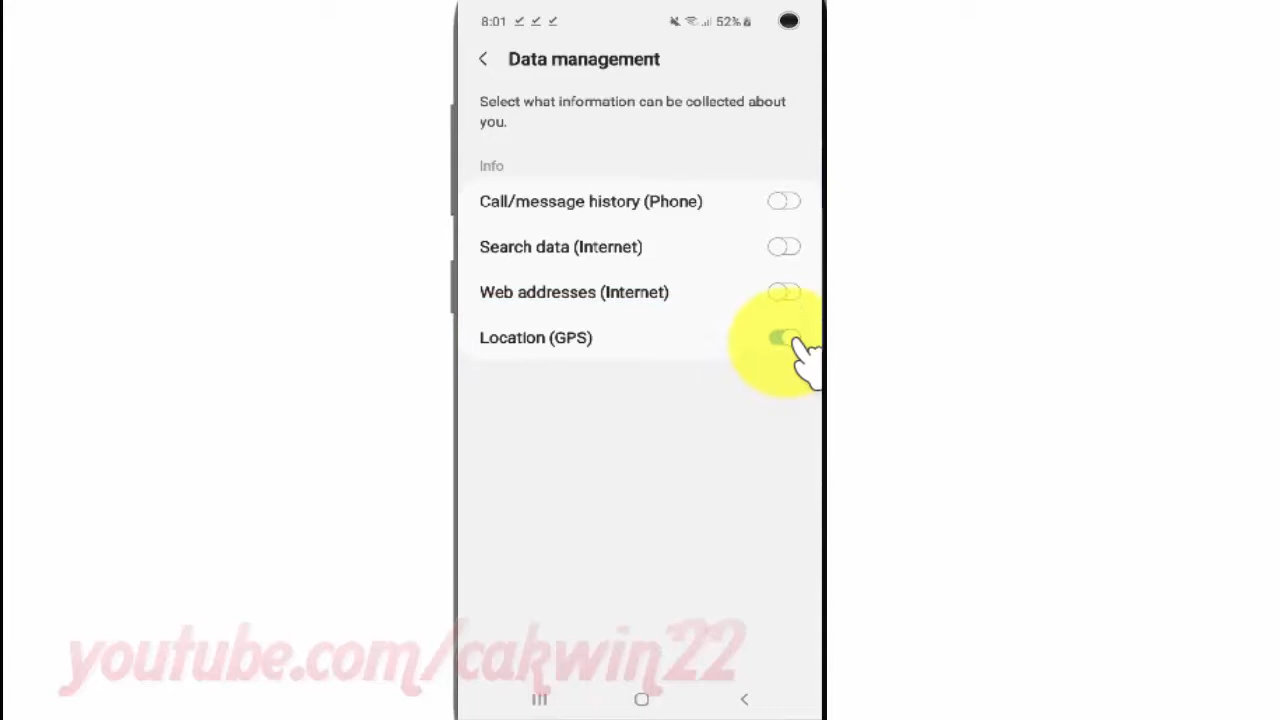 8:01 52%
Data management
Select what information can be collected about
you.
Info
Call/message history (Phone)
Search data (Internet)
Web addresses (Internet)
Location (GPS)
youtube.com/cakwin22